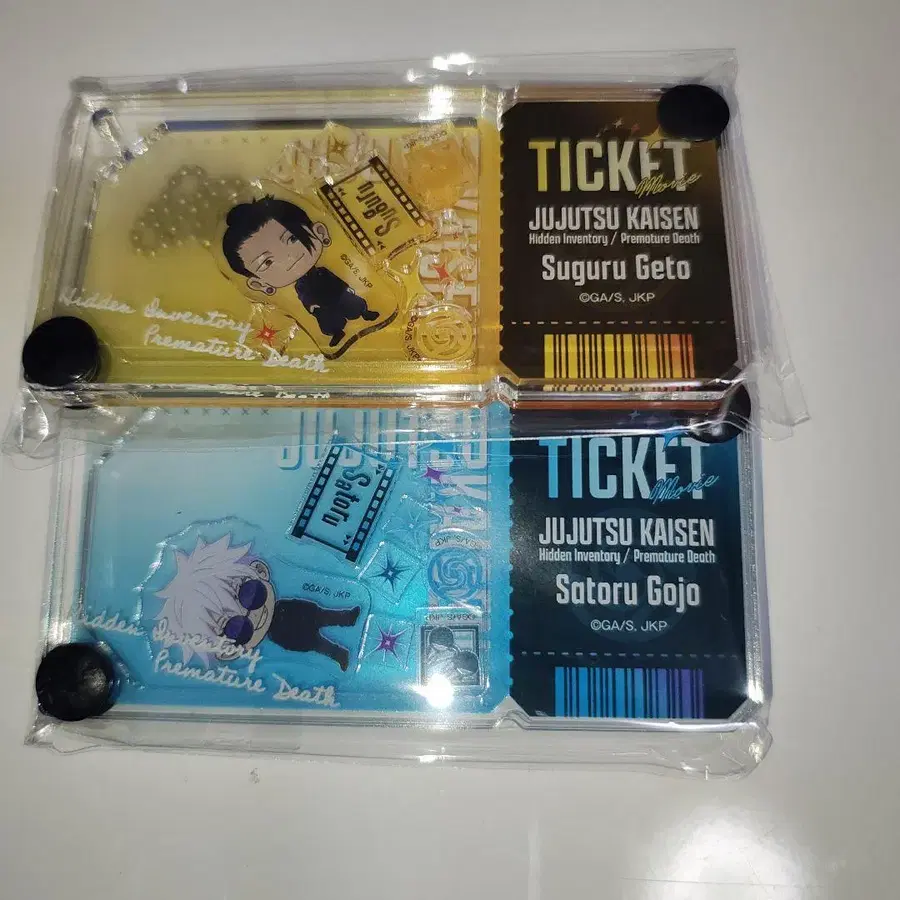 TICKET
Movie
JUJUTSU KAISEN
Hidden Inventory / Premature Death
Suguru Geto
©GA/S, JKP
Suguru
©GA/S, JKP
Hidden Inventory
Premature Death
TICKET
Movie
JUJUTSU KAISEN
Hidden Inventory / Premature Death
Satoru Gojo
©GA/S, JKP
JUJUTSU KAI
Satoru
©GA/S, JKP
Hidden Inventory
Premature Death